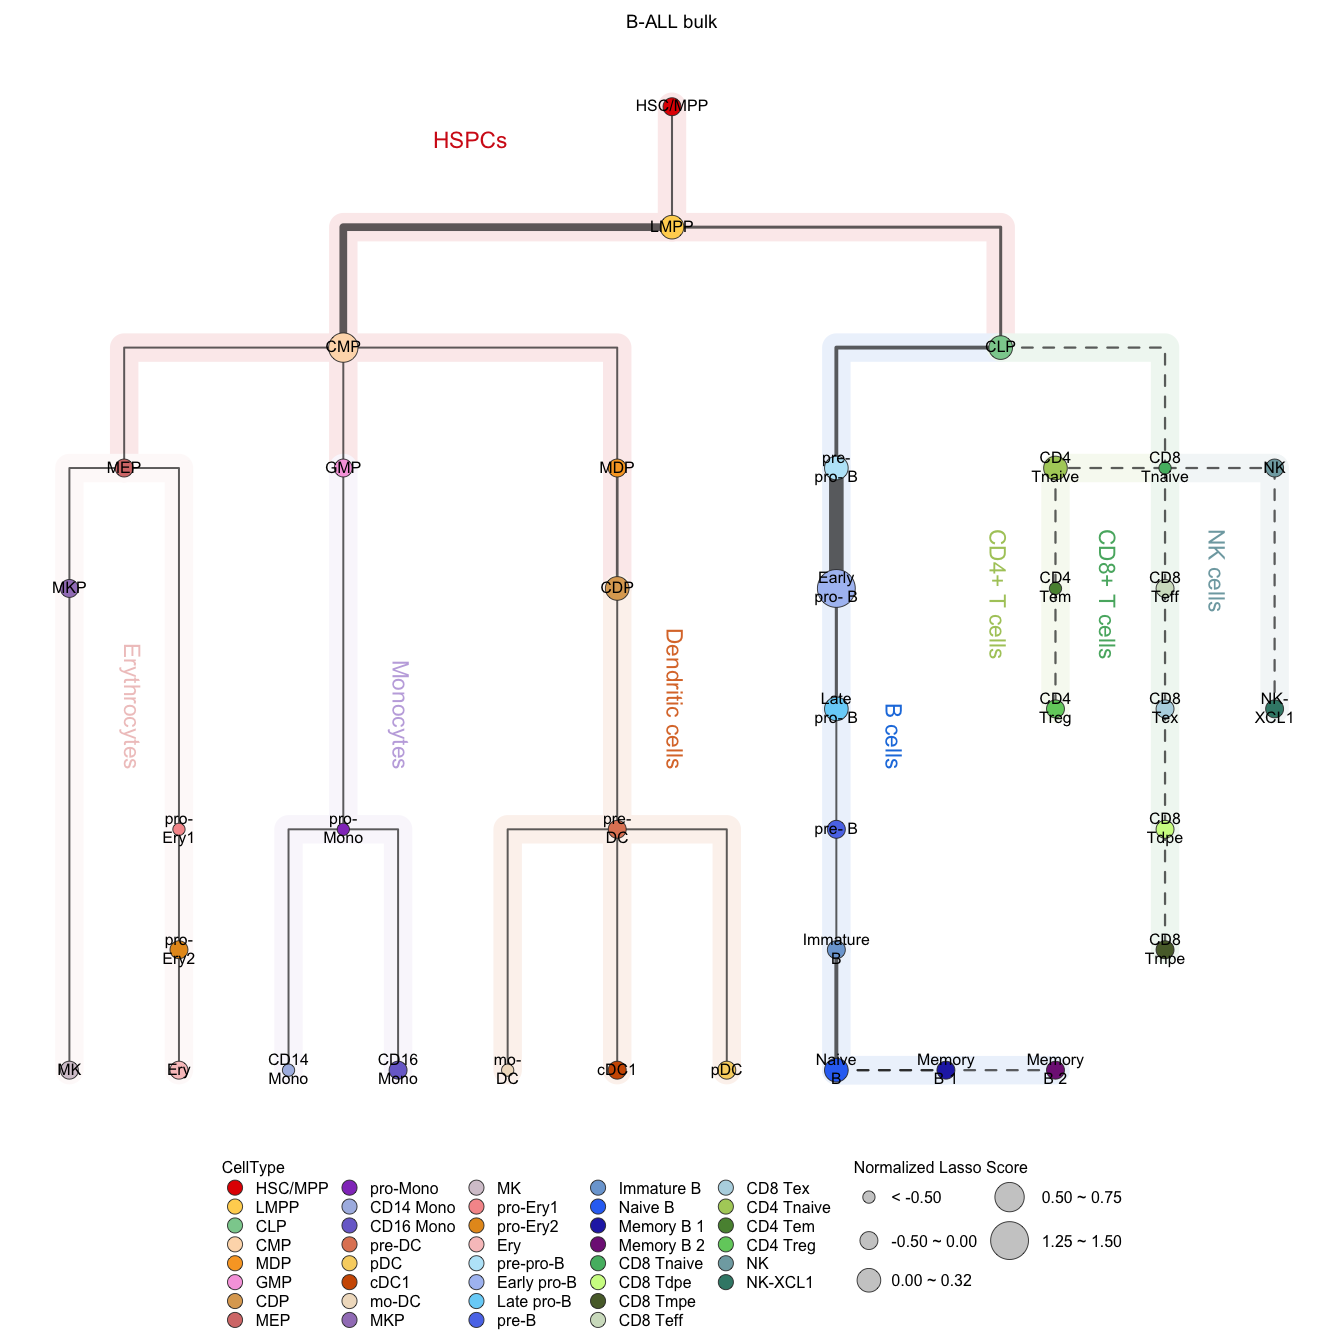 B-ALL bulk
HSC/MPP
HSPCs
LMPP
CMP
CLP
MEP
GMP
MDP
pre-
pro- B
CD4
Tnaive
CD8
Tnaive
NK
MKP
CDP
Early
pro- B
CD4
Tem
CD8
Teff
CD4+ T cells
CD8+ T cells
NK cells
Erythrocytes
Monocytes
Dendritic cells
B cells
Late
pro- B
CD4
Treg
CD8
Tex
NK-
XCL1
pro-
Ery1
pro-
Mono
pre-
DC
pre- B
CD8
Tdpe
pro-
Ery2
Immature
B
CD8
Tmpe
MK
Ery
CD14
Mono
CD16
Mono
mo-
DC
cDC1
pDC
Naive
B
Memory
B 1
Memory
B 2
CellType
HSC/MPP
LMPP
CLP
CMP
MDP
GMP
CDP
MEP
pro-Mono
CD14 Mono
CD16 Mono
pre-DC
pDC
cDC1
mo-DC
MKP
MK
pro-Ery1
pro-Ery2
Ery
pre-pro-B
Early pro-B
Late pro-B
pre-B
Immature B
Naive B
Memory B 1
Memory B 2
CD8 Tnaive
CD8 Tdpe
CD8 Tmpe
CD8 Teff
CD8 Tex
CD4 Tnaive
CD4 Tem
CD4 Treg
NK
NK-XCL1
Normalized Lasso Score
< -0.50
-0.50 ~ 0.00
0.00 ~ 0.32
0.50 ~ 0.75
1.25 ~ 1.50